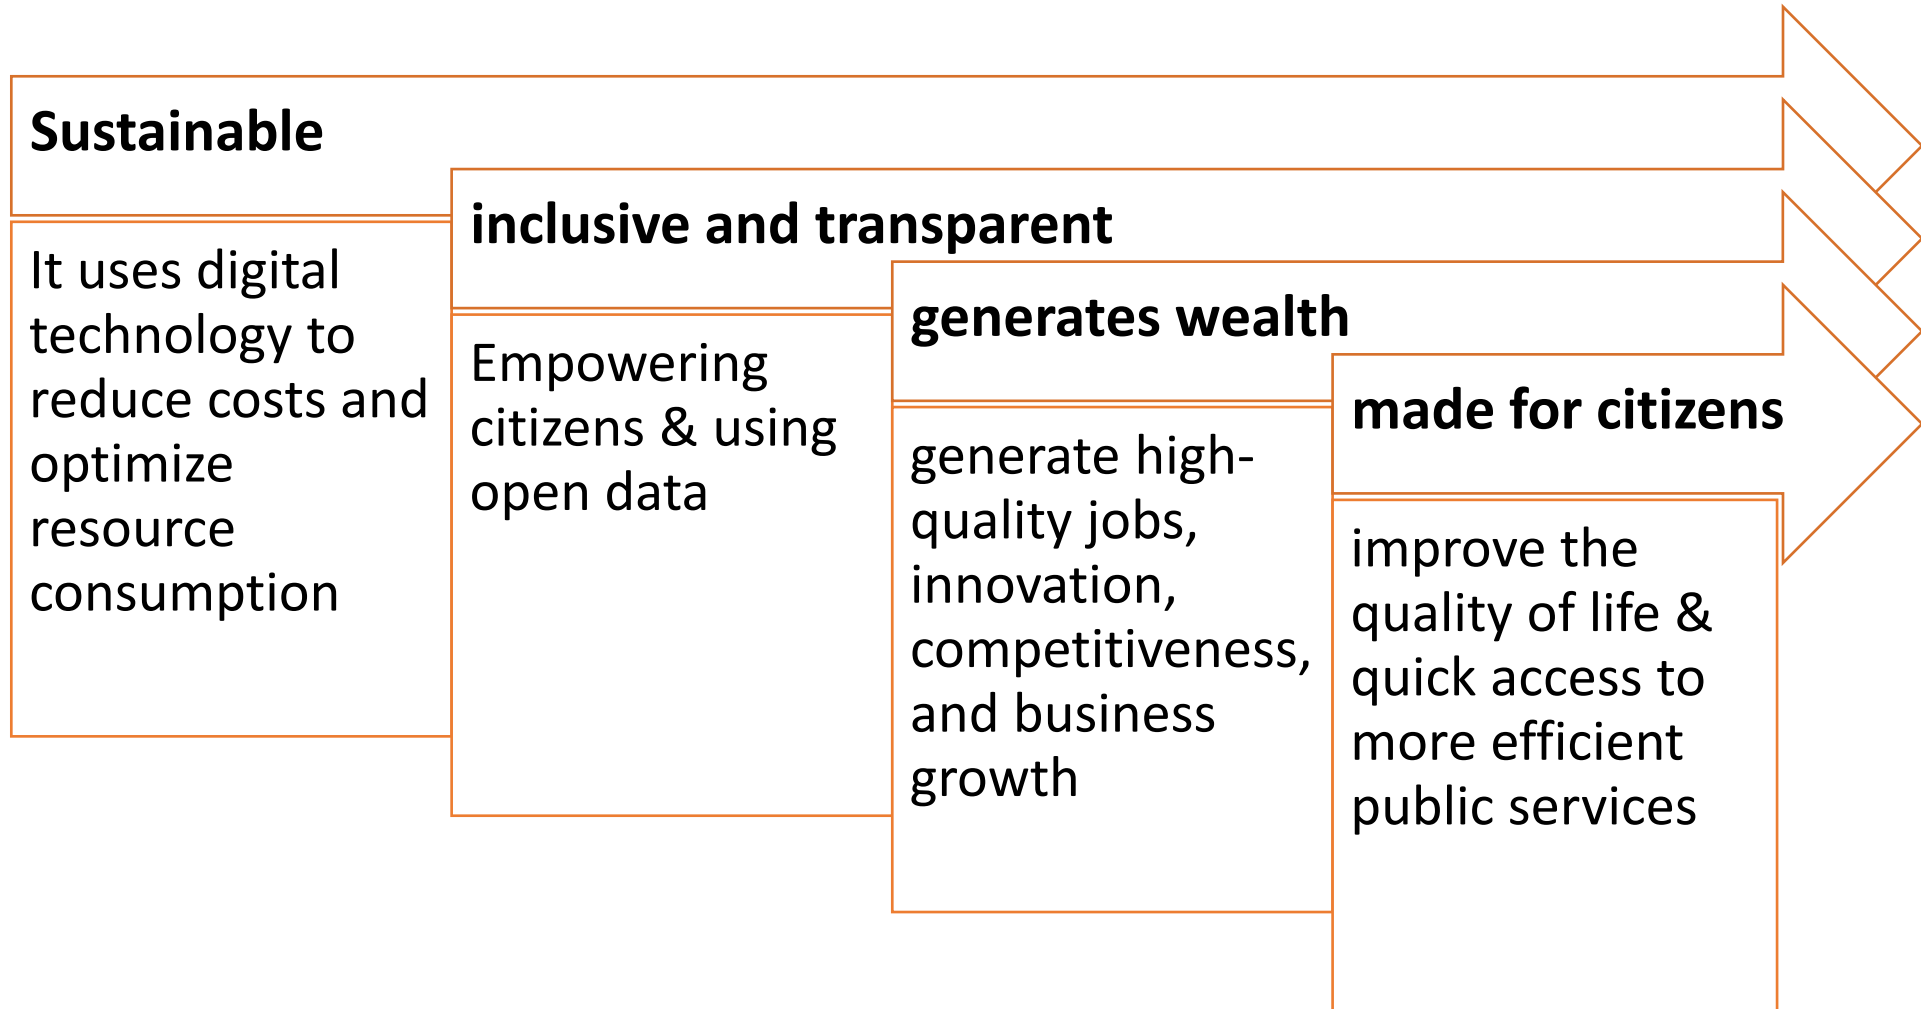 Sustainable
It uses digital
technology to
reduce costs and
optimize
resource
consumption
inclusive and transparent
Empowering
citizens & using
open data
generates wealth
generate high-
quality jobs,
innovation,
competitiveness,
and business
growth
made for citizens
improve the
quality of life &
quick access to
more efficient
public services